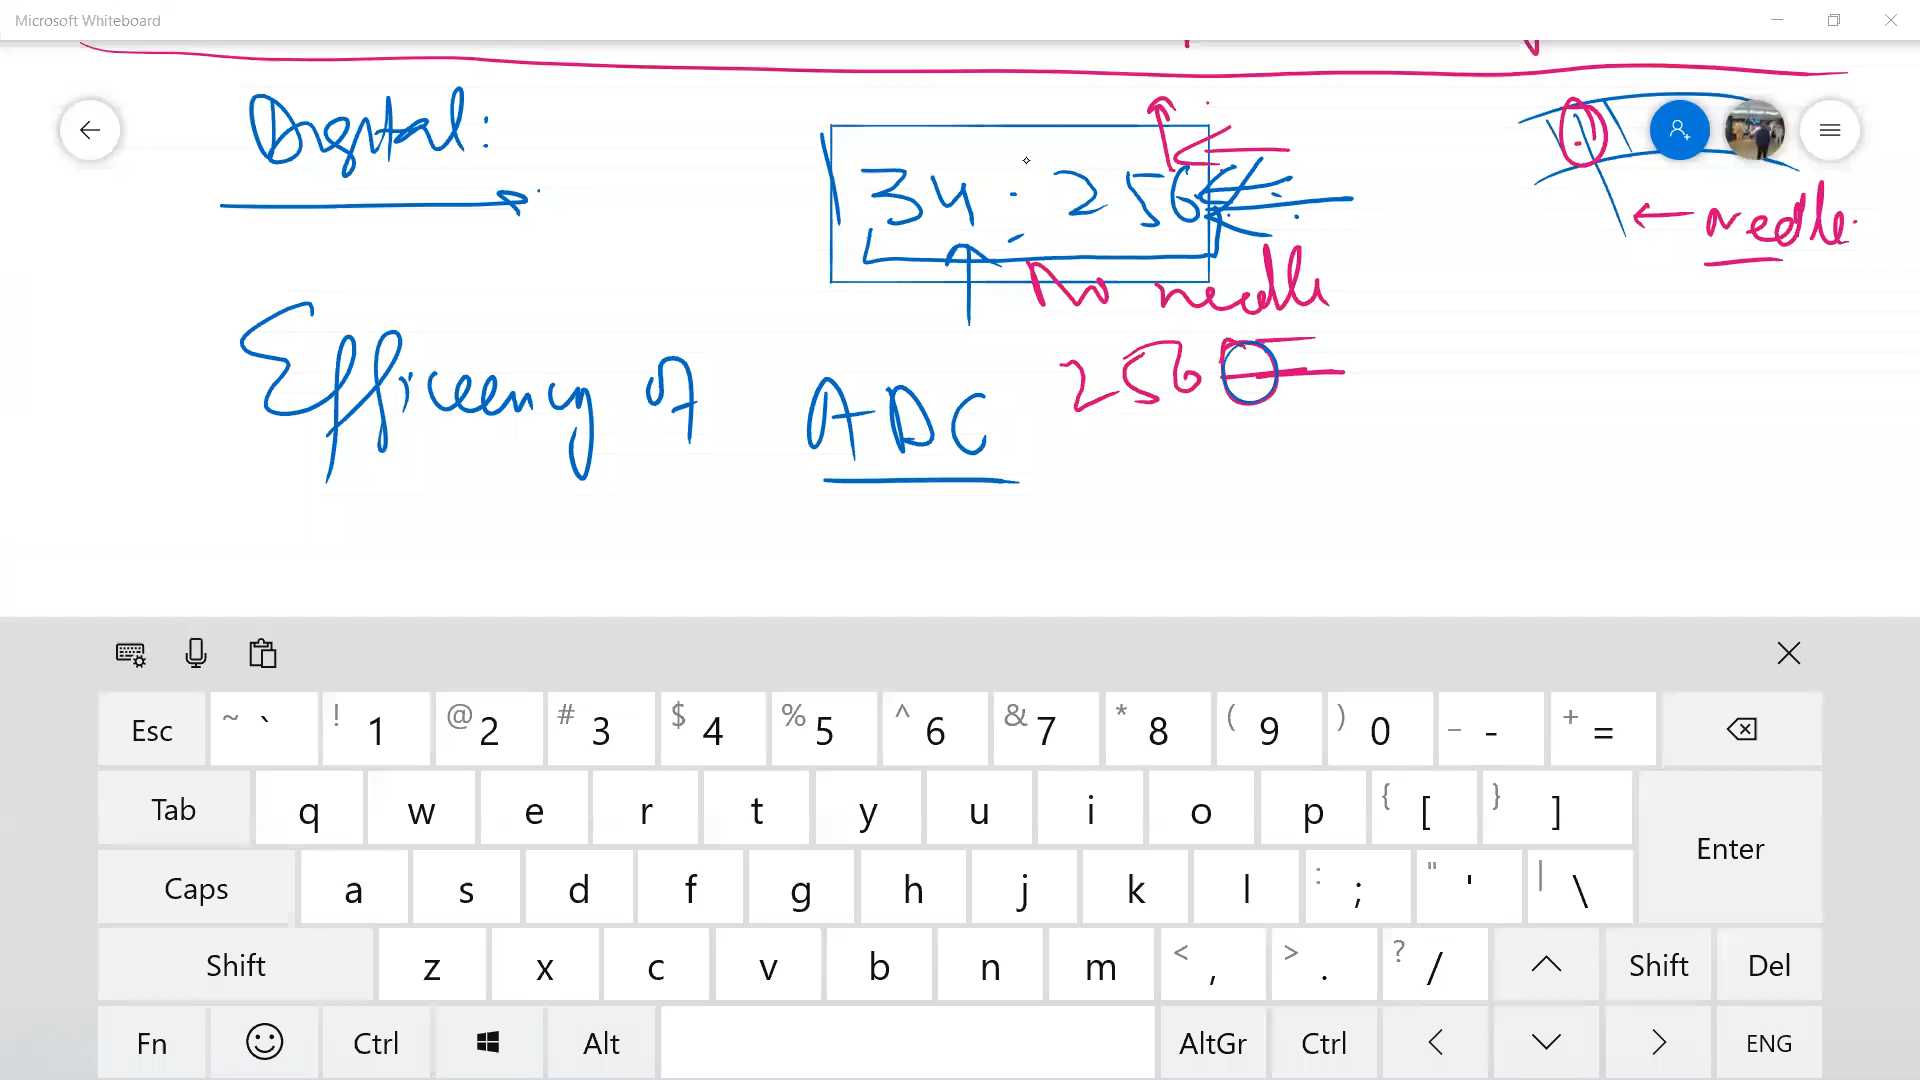 Microsoft Whiteboard
Digital:
34.256
← needle
No needle
2560
Efficeency of ADC
Esc ~ ` ! 1 @ 2 # 3 $ 4 % 5 ^ 6 & 7 * 8 ( 9 ) 0 _ - + =
Tab q w e r t y u i o p { [ } ] Enter
Caps a s d f g h j k l : ; " ' | \
Shift z x c v b n m < , > . ? / Shift Del
Fn Ctrl Alt AltGr Ctrl ENG